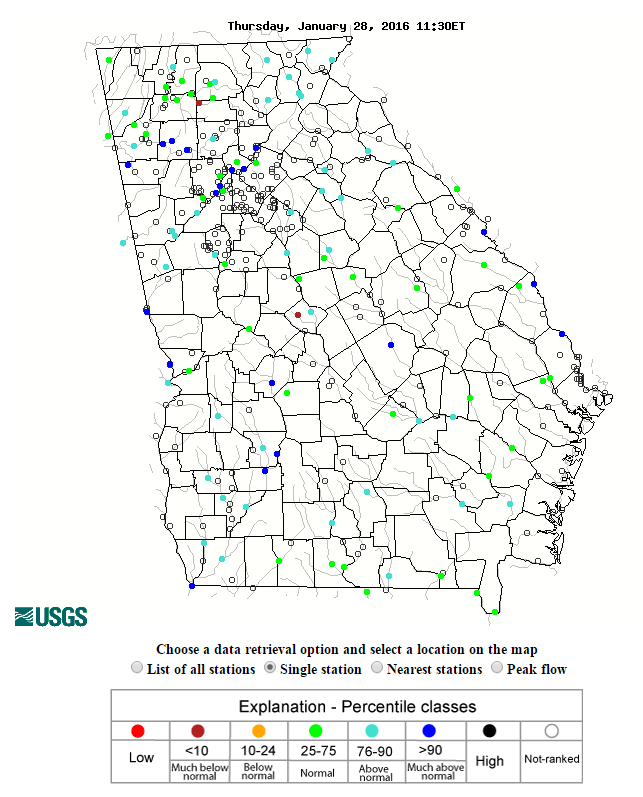 Thursday, January 28, 2016 11:30ET
USGS
Choose a data retrieval option and select a location on the map
List of all stations Single station Nearest stations Peak flow
Explanation - Percentile classes
Low <10 10-24 25-75 76-90 >90 High Not-ranked
Much below normal Below normal Normal Above normal Much above normal